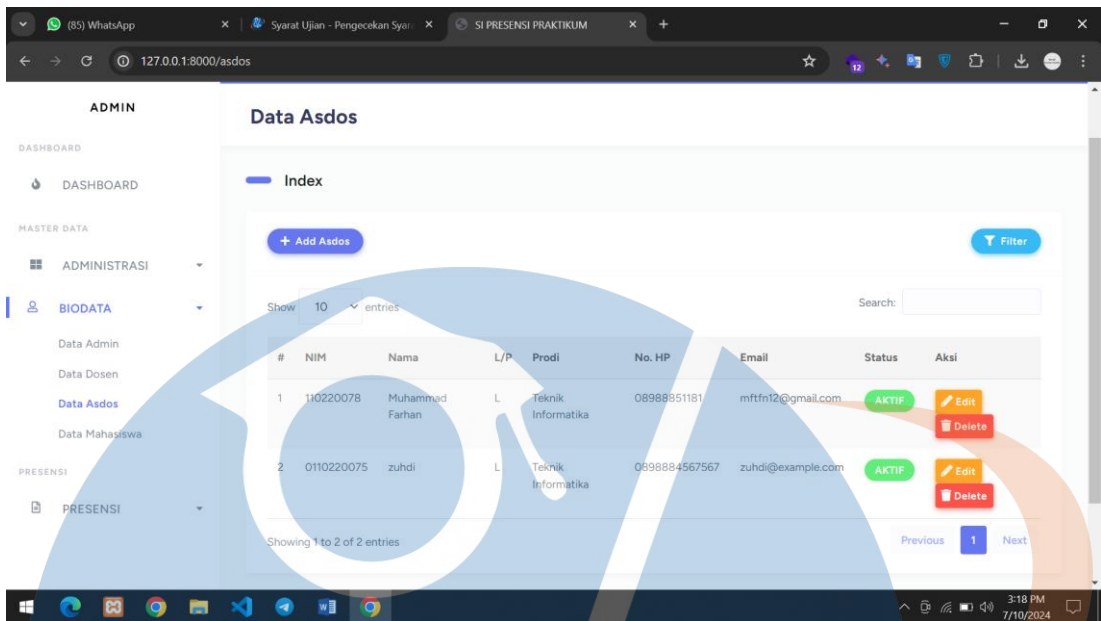 (85) WhatsApp
Syarat Ujian - Pengecekan Syar
SI PRESENSI PRAKTIKUM
127.0.0.1:8000/asdos
12
ADMIN
Data Asdos
DASHBOARD
DASHBOARD
Index
MASTER DATA
+ Add Asdos
Filter
ADMINISTRASI
BIODATA
Show 10 entries
Search:
Data Admin
Data Dosen
Data Asdos
Data Mahasiswa
# NIM Nama L/P Prodi No. HP Email Status Aksi
1 110220078 Muhammad Farhan L Teknik Informatika 08988851181 mftfn12@gmail.com AKTIF Edit
Delete
2 0110220075 zuhdi L Teknik Informatika 0898884567567 zuhdi@example.com AKTIF Edit
Delete
PRESENSI
PRESENSI
Showing 1 to 2 of 2 entries
Previous 1 Next
3:18 PM
7/10/2024